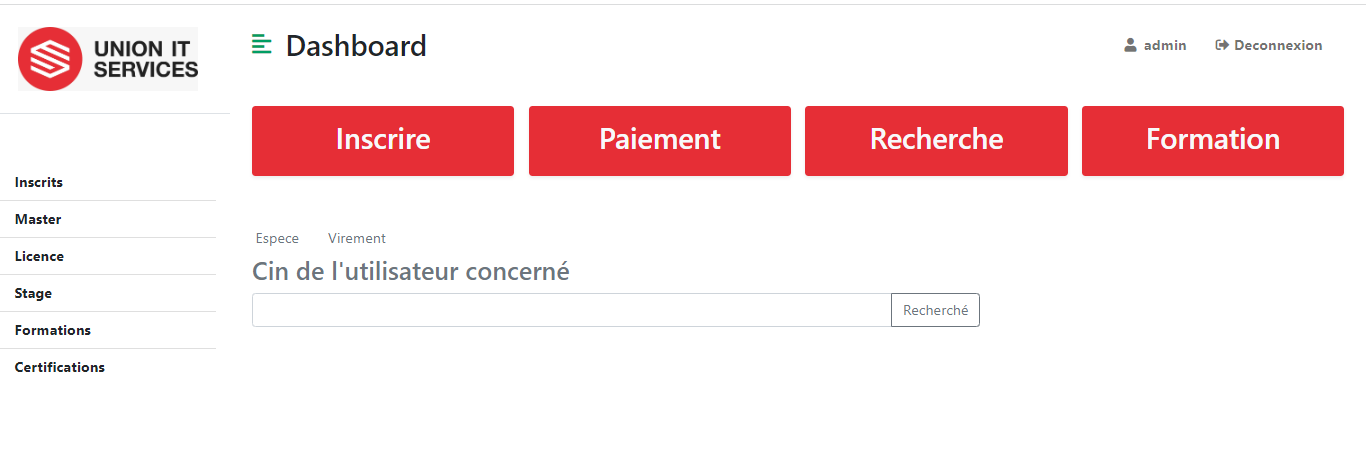 UNION IT
SERVICES
Dashboard
admin
Deconnexion
Inscrire
Paiement
Recherche
Formation
Inscrits
Master
Licence
Stage
Formations
Certifications
Espece
Virement
Cin de l'utilisateur concerné
Recherché